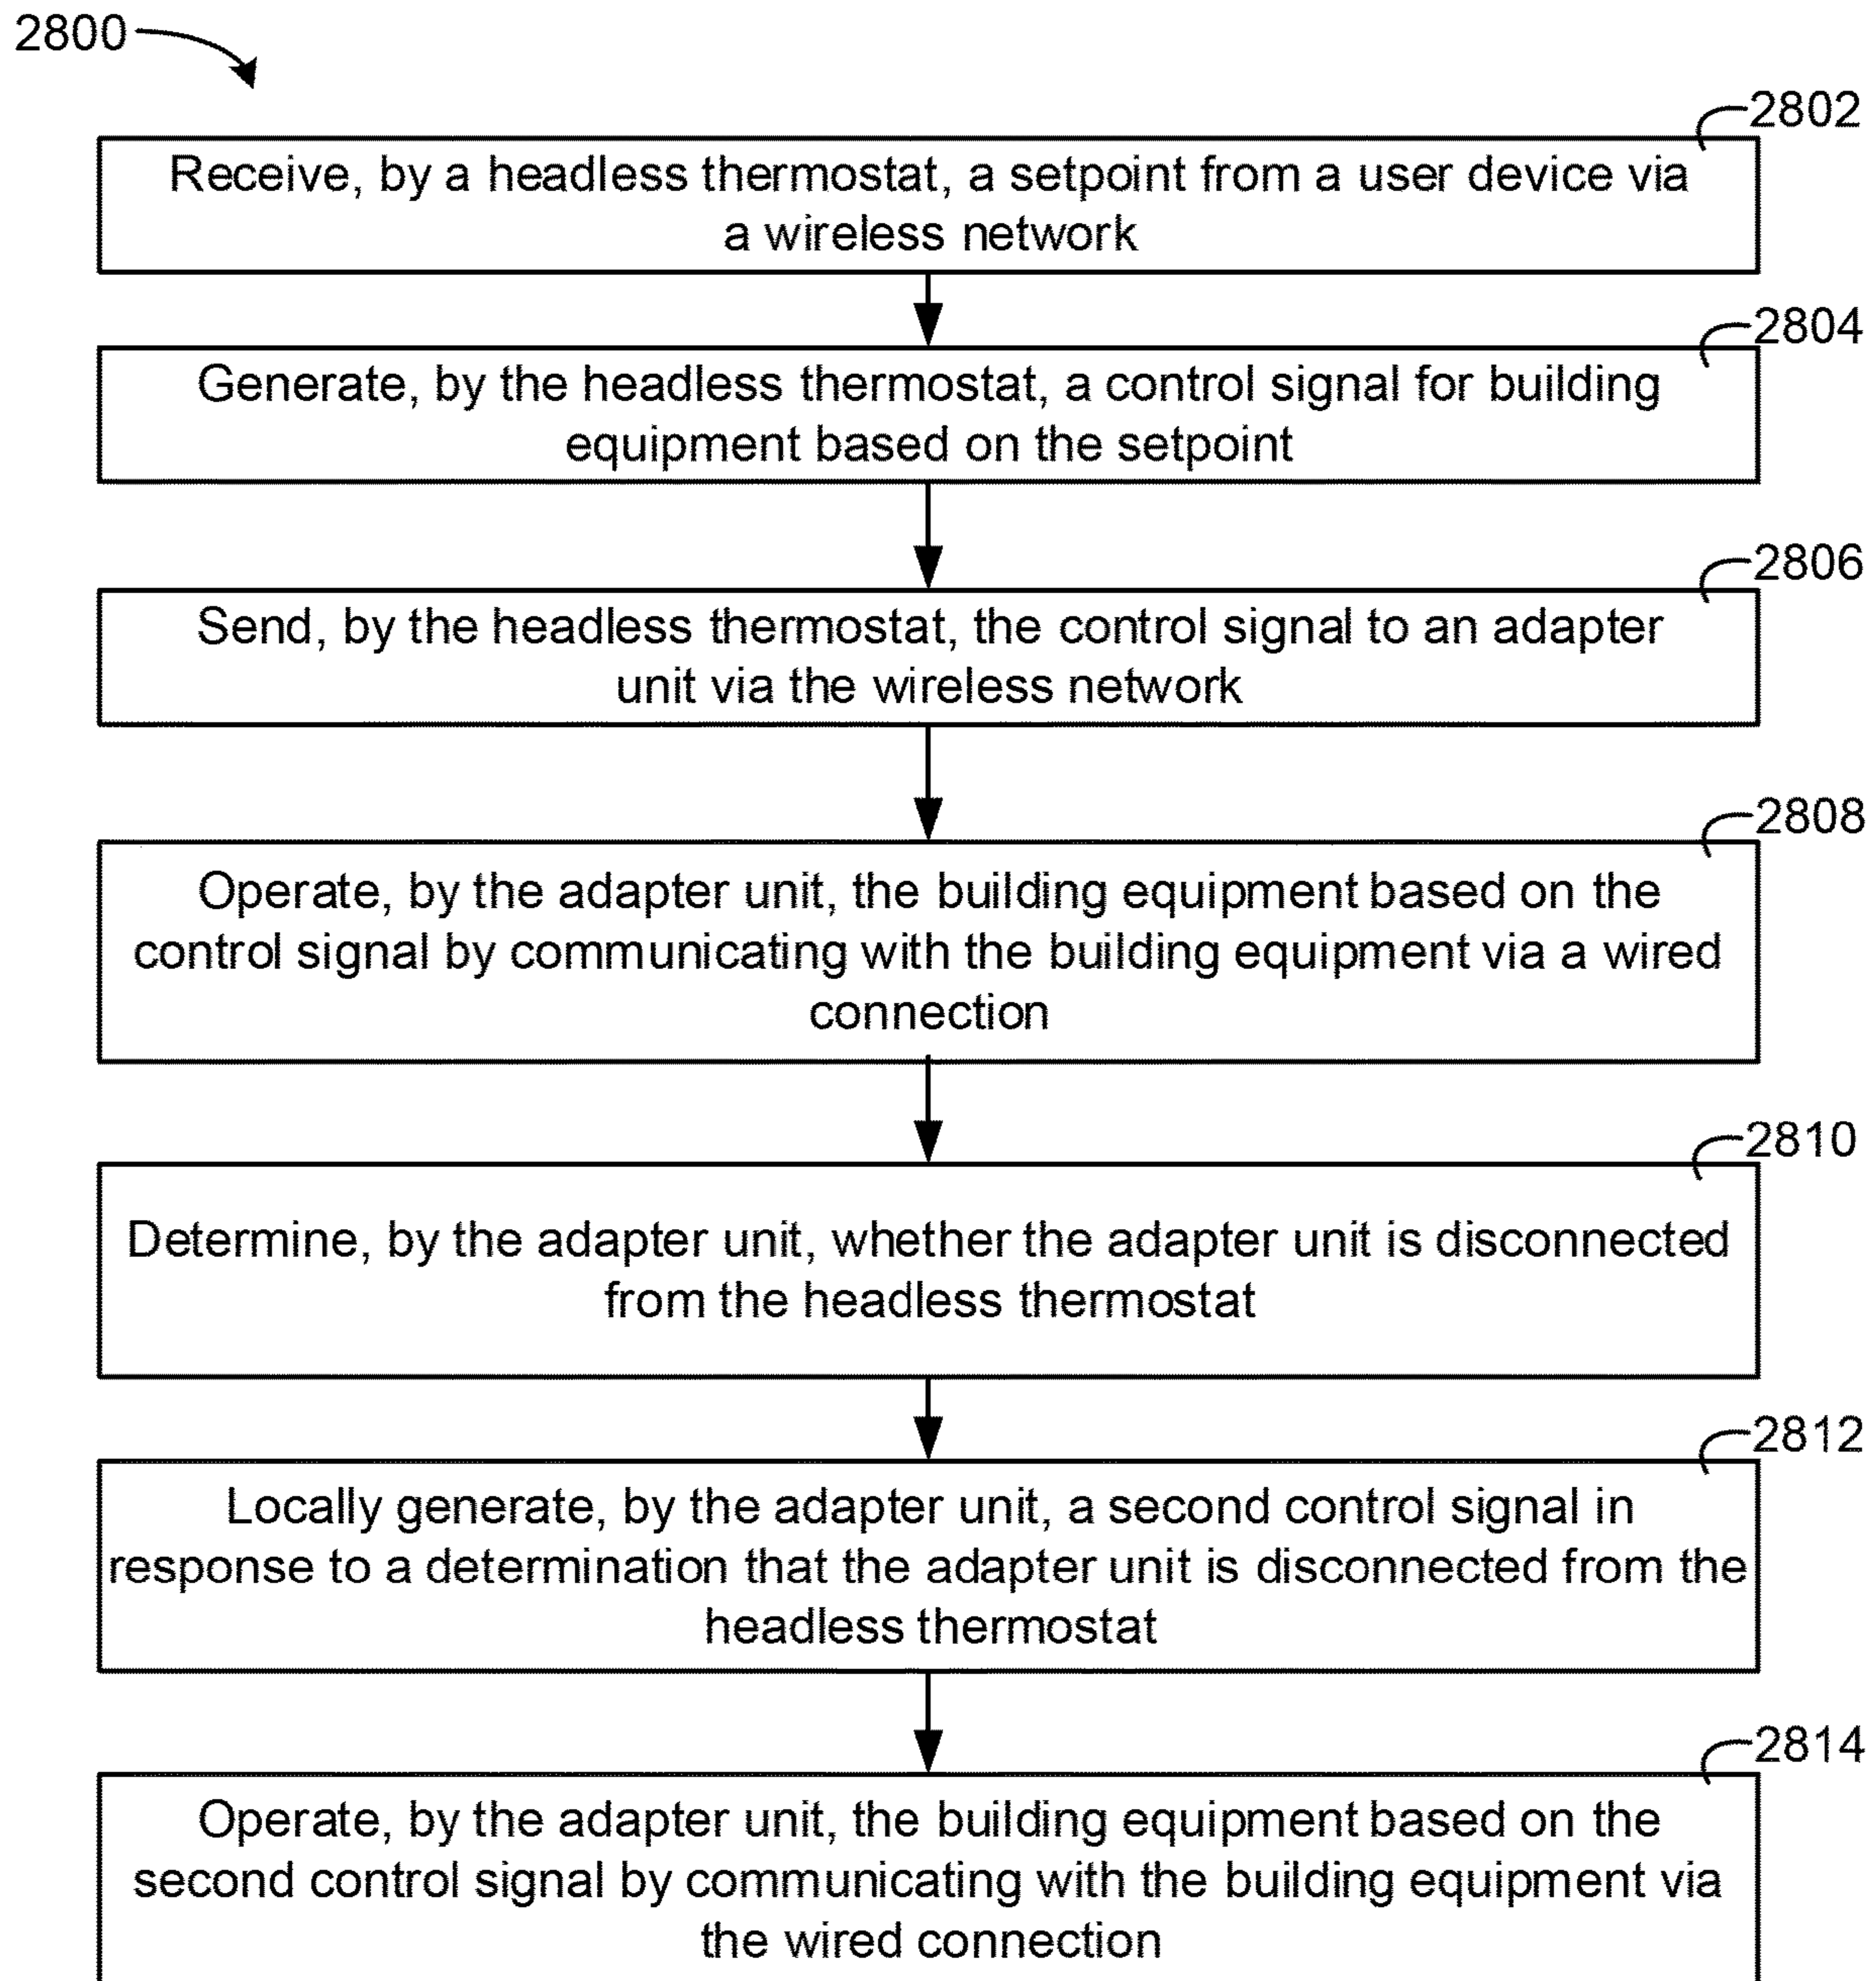 2800
2802
Receive, by a headless thermostat, a setpoint from a user device via
a wireless network
2804
Generate, by the headless thermostat, a control signal for building
equipment based on the setpoint
2806
Send, by the headless thermostat, the control signal to an adapter
unit via the wireless network
2808
Operate, by the adapter unit, the building equipment based on the
control signal by communicating with the building equipment via a wired
connection
2810
Determine, by the adapter unit, whether the adapter unit is disconnected
from the headless thermostat
2812
Locally generate, by the adapter unit, a second control signal in
response to a determination that the adapter unit is disconnected from the
headless thermostat
2814
Operate, by the adapter unit, the building equipment based on the
second control signal by communicating with the building equipment via
the wired connection